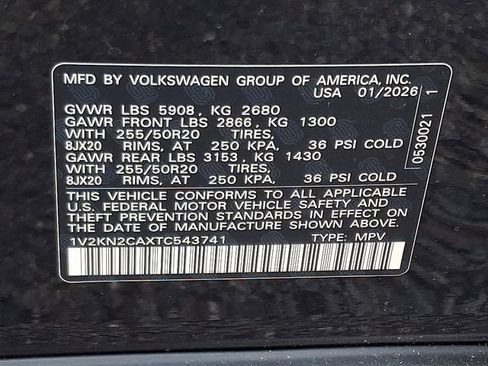 MFD BY VOLKSWAGEN GROUP OF AMERICA, INC.
USA 01/2026
GVWR LBS 5908, KG 2680
GAWR FRONT LBS 2866, KG 1300
WITH 255/50R20 TIRES,
8JX20 RIMS, AT 250 KPA, 36 PSI COLD
GAWR REAR LBS 3153, KG 1430
WITH 255/50R20 TIRES,
8JX20 RIMS, AT 250 KPA, 36 PSI COLD
THIS VEHICLE CONFORMS TO ALL APPLICABLE
U.S. FEDERAL MOTOR VEHICLE SAFETY AND
THEFT PREVENTION STANDARDS IN EFFECT ON
THE DATE OF MANUFACTURE SHOWN ABOVE.
1V2KN2CAXTC543741 TYPE: MPV
0530021 1